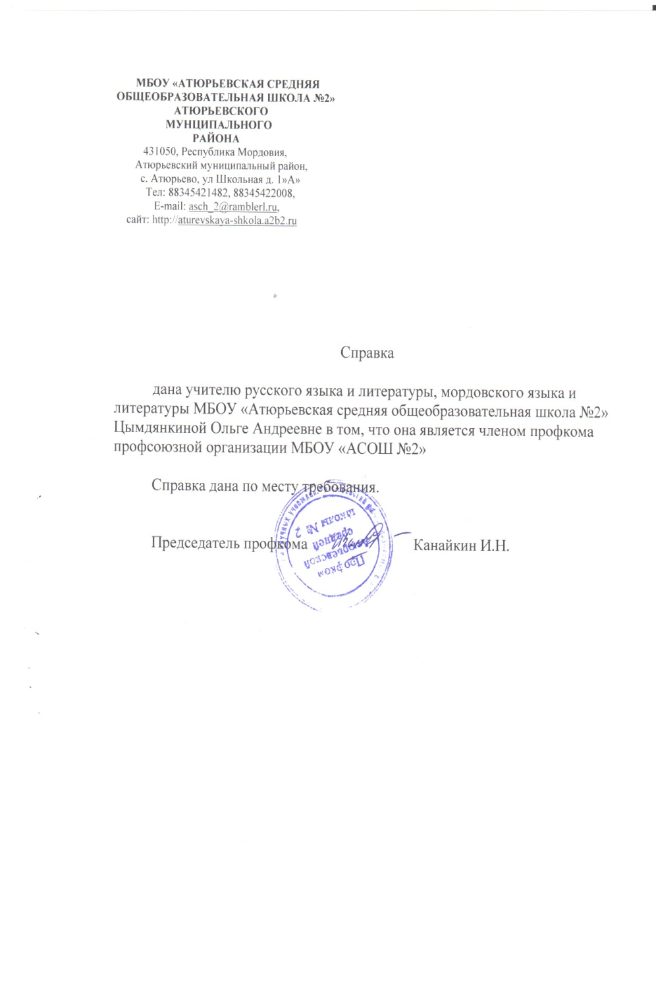 МБОУ «АТЮРЬЕВСКАЯ СРЕДНЯЯ
ОБЩЕОБРАЗОВАТЕЛЬНАЯ ШКОЛА №2»
АТЮРЬЕВСКОГО
МУНЦИПАЛЬНОГО
РАЙОНА
431050, Республика Мордовия,
Атюрьевский муниципальный район,
с. Атюрьево, ул Школьная д. 1»А»
Тел: 88345421482, 88345422008,
E-mail: asch_2@ramblerl.ru,
сайт: http://aturevskaya-shkola.a2b2.ru
Справка
дана учителю русского языка и литературы, мордовского языка и
литературы МБОУ «Атюрьевская средняя общеобразовательная школа №2»
Цымдянкиной Ольге Андреевне в том, что она является членом профкома
профсоюзной организации МБОУ «АСОШ №2»
Справка дана по месту требования.
Председатель профкома Канайкин И.Н.
Профком
Атюрьевской
средней
школы № 2